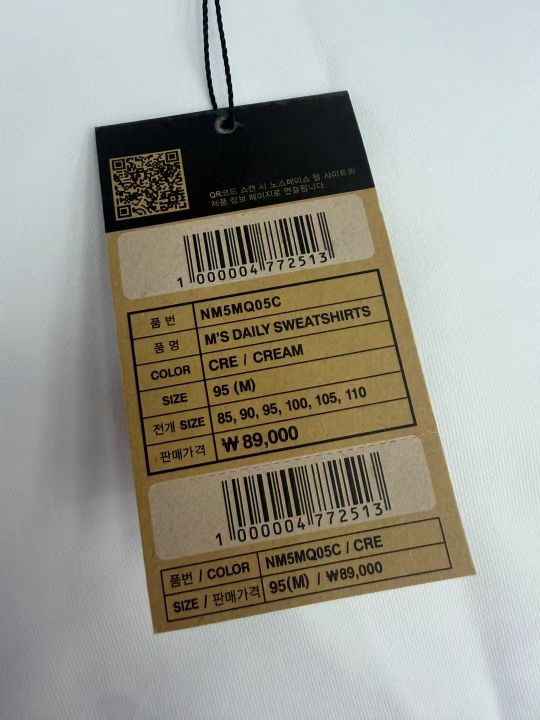 QR코드 스캔 시 노스페이스 웹 사이트의
제품 정보 페이지로 연결됩니다.
1 000004 772513
품 번 NM5MQ05C
품 명 M'S DAILY SWEATSHIRTS
COLOR CRE / CREAM
SIZE 95 (M)
전개 SIZE 85, 90, 95, 100, 105, 110
판매가격 ₩ 89,000
1 000004 772513
품번 / COLOR NM5MQ05C / CRE
SIZE / 판매가격 95(M) / ₩89,000